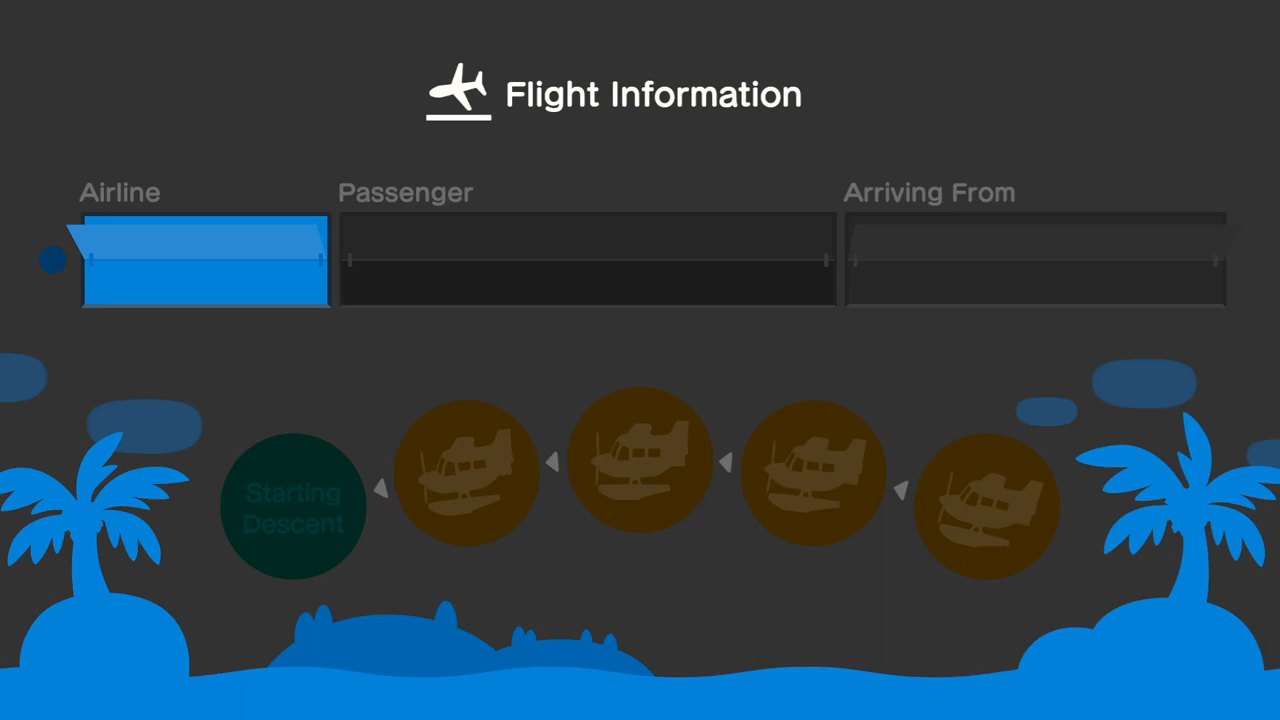 Flight Information
Airline
Passenger
Arriving From
Starting
Descent